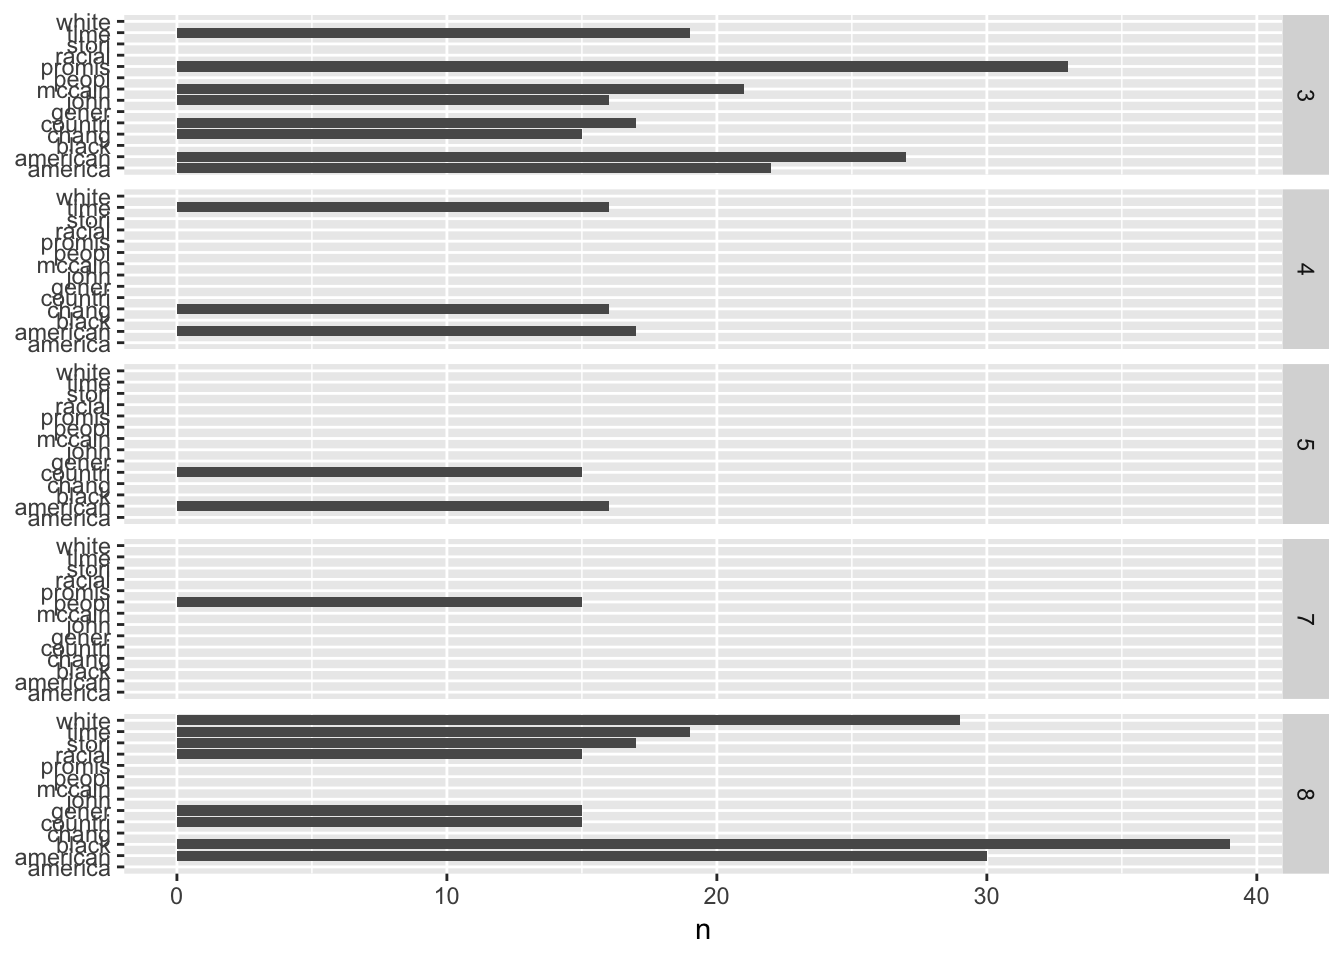 white
time
stori
racial
promis
peopl
mccain
john
gener
countri
chang
black
american
america
3
white
time
stori
racial
promis
peopl
mccain
john
gener
countri
chang
black
american
america
4
white
time
stori
racial
promis
peopl
mccain
john
gener
countri
chang
black
american
america
5
white
time
stori
racial
promis
peopl
mccain
john
gener
countri
chang
black
american
america
7
white
time
stori
racial
promis
peopl
mccain
john
gener
countri
chang
black
american
america
8
0 10 20 30 40
n